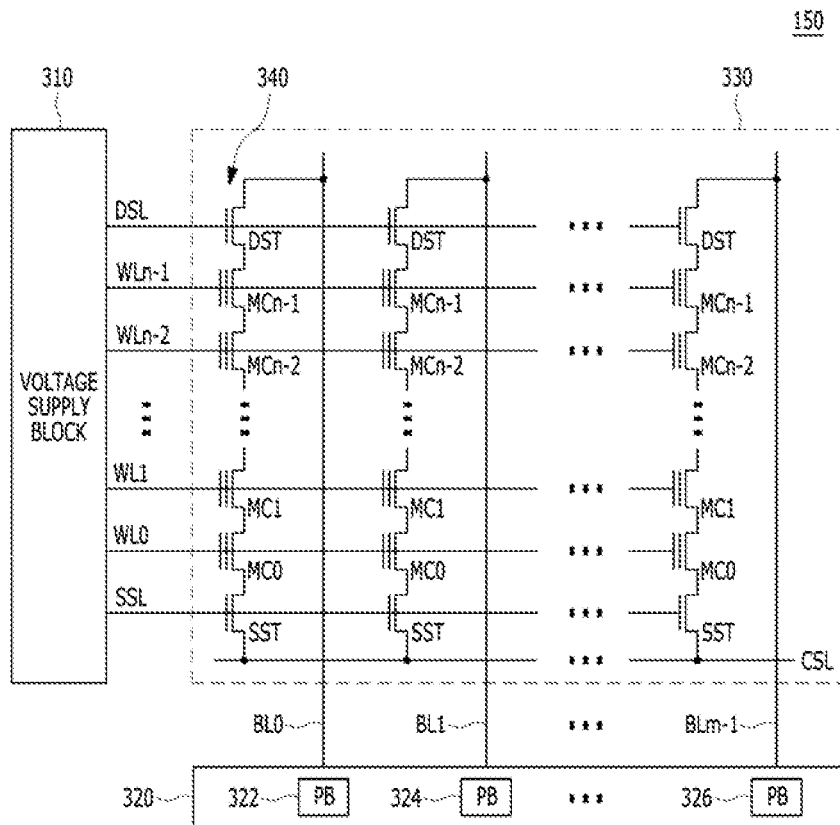 150
310
340
330
DSL
DST DST *** DST
WLn-1
MCn-1 MCn-1 MCn-1
WLn-2
MCn-2 MCn-2 *** MCn-2
VOLTAGE
SUPPLY
BLOCK
*** *** *** ***
WL1
MC1 MC1 *** MC1
WL0
MC0 MC0 MC0
SSL
SST SST *** SST
*** CSL
BL0 BL1 *** BLm-1
320 322 PB 324 PB *** 326 PB